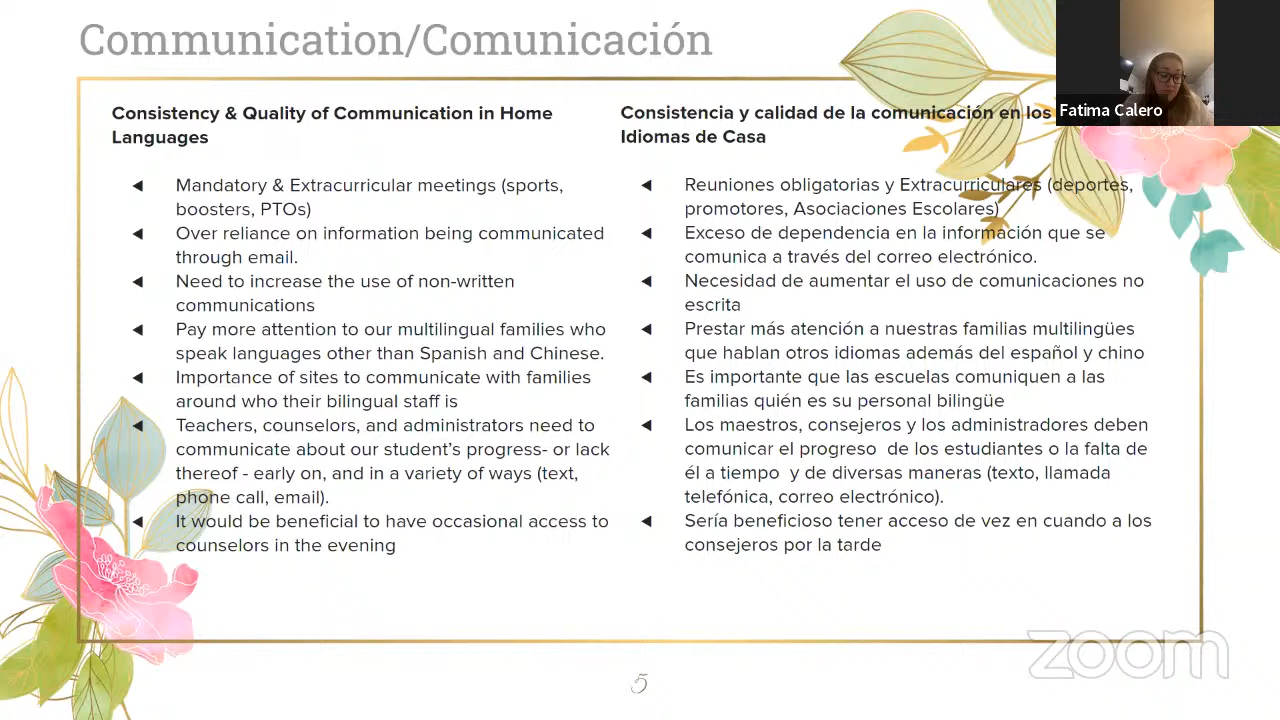 Communication/Comunicación
Fatima Calero
Consistency & Quality of Communication in Home
Languages
Mandatory & Extracurricular meetings (sports,
boosters, PTOs)
Over reliance on information being communicated
through email.
Need to increase the use of non-written
communications
Pay more attention to our multilingual families who
speak languages other than Spanish and Chinese.
Importance of sites to communicate with families
around who their bilingual staff is
Teachers, counselors, and administrators need to
communicate about our student's progress- or lack
thereof - early on, and in a variety of ways (text,
phone call, email).
It would be beneficial to have occasional access to
counselors in the evening
Consistencia y calidad de la comunicación en los
Idiomas de Casa
Reuniones obligatorias y Extracurriculares (deportes,
promotores, Asociaciones Escolares)
Exceso de dependencia en la información que se
comunica a través del correo electrónico.
Necesidad de aumentar el uso de comunicaciones no
escrita
Prestar más atención a nuestras familias multilingües
que hablan otros idiomas además del español y chino
Es importante que las escuelas comuniquen a las
familias quién es su personal bilingüe
Los maestros, consejeros y los administradores deben
comunicar el progreso de los estudiantes o la falta de
él a tiempo y de diversas maneras (texto, llamada
telefónica, correo electrónico).
Sería beneficioso tener acceso de vez en cuando a los
consejeros por la tarde
zoom
5